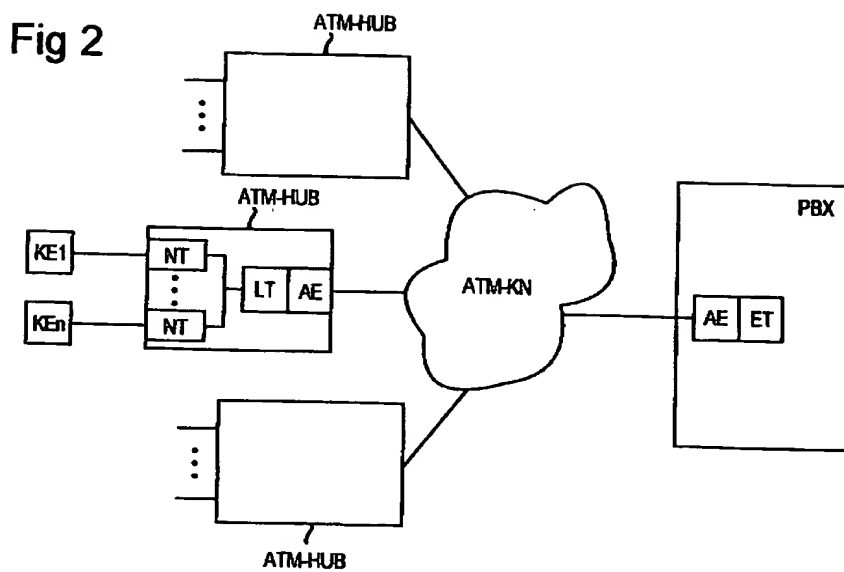 Fig 2
ATM-HUB
ATM-HUB
PBX
KE1
NT
LT
AE
ATM-KN
KEn
NT
AE
ET
ATM-HUB